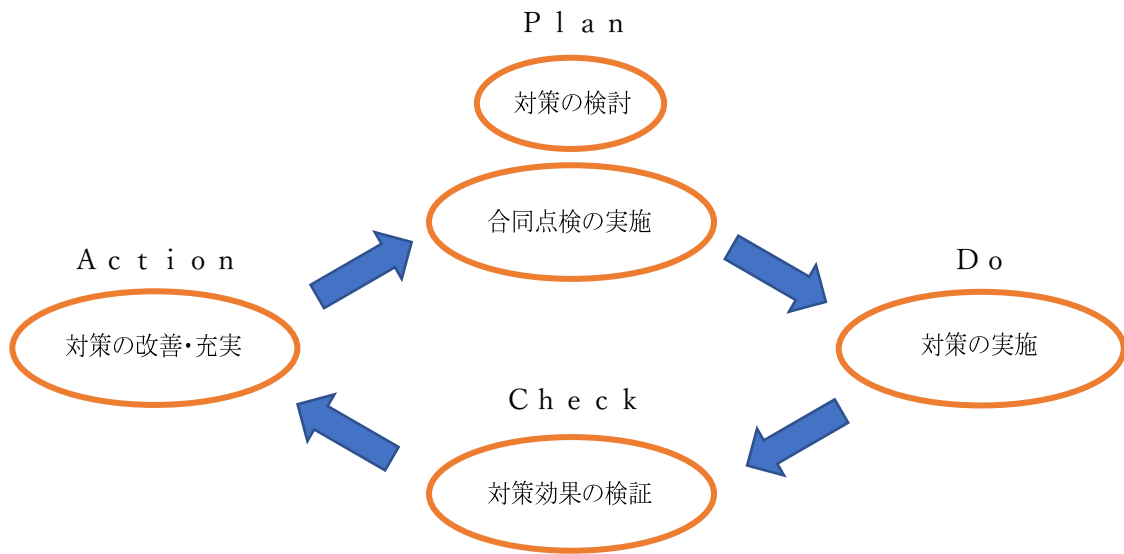 Plan
対策の検討
合同点検の実施
Action
Do
対策の改善・充実
対策の実施
Check
対策効果の検証